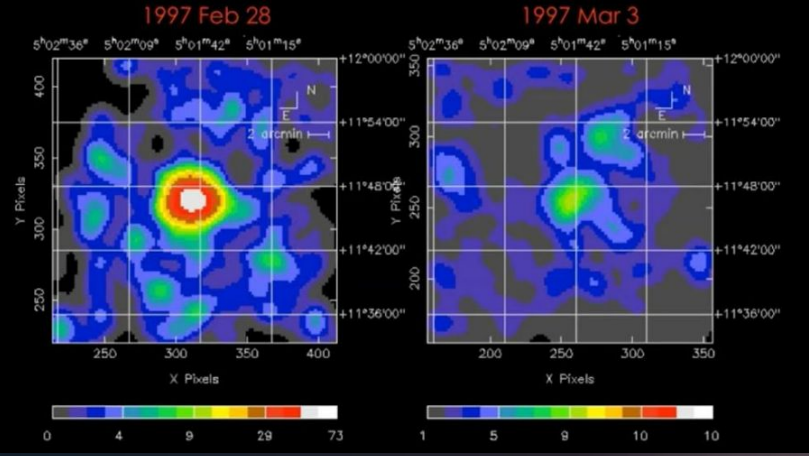 1997 Feb 28
5ʰ02ᵐ36ˢ 5ʰ02ᵐ09ˢ 5ʰ01ᵐ42ˢ 5ʰ01ᵐ15ˢ
+12°00'00"
+11°54'00"
+11°48'00"
+11°42'00"
+11°36'00"
N
E
2 arcmin
Y Pixels
400
350
300
250
250 300 350 400
X Pixels
0 4 9 29 73
1997 Mar 3
5ʰ02ᵐ36ˢ 5ʰ02ᵐ09ˢ 5ʰ01ᵐ42ˢ 5ʰ01ᵐ15ˢ
+12°00'00"
+11°54'00"
+11°48'00"
+11°42'00"
+11°36'00"
N
E
2 arcmin
Y Pixels
350
300
250
200
200 250 300 350
X Pixels
1 5 9 10 10